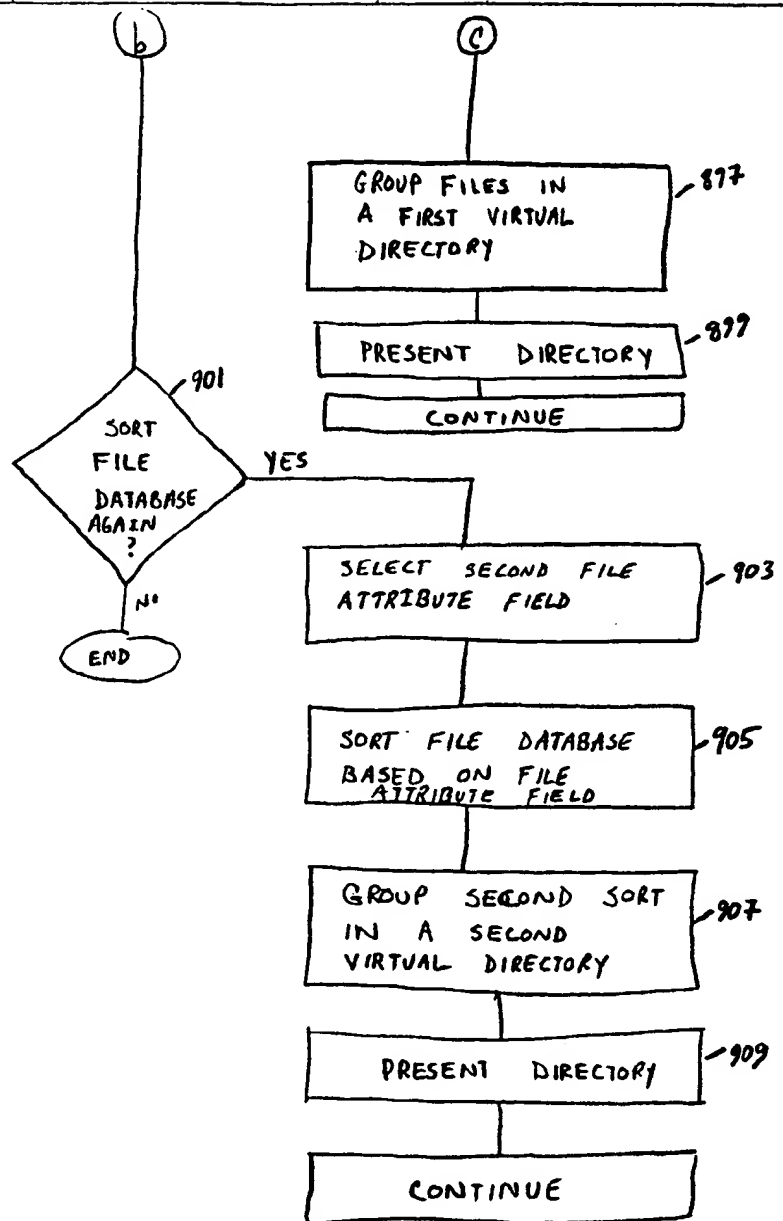 b
C
GROUP FILES IN
A FIRST VIRTUAL
DIRECTORY
897
PRESENT DIRECTORY
899
CONTINUE
901
SORT
FILE
DATABASE
AGAIN
?
YES
NO
END
SELECT SECOND FILE
ATTRIBUTE FIELD
903
SORT FILE DATABASE
BASED ON FILE
ATTRIBUTE FIELD
905
GROUP SECOND SORT
IN A SECOND
VIRTUAL DIRECTORY
907
PRESENT DIRECTORY
909
CONTINUE